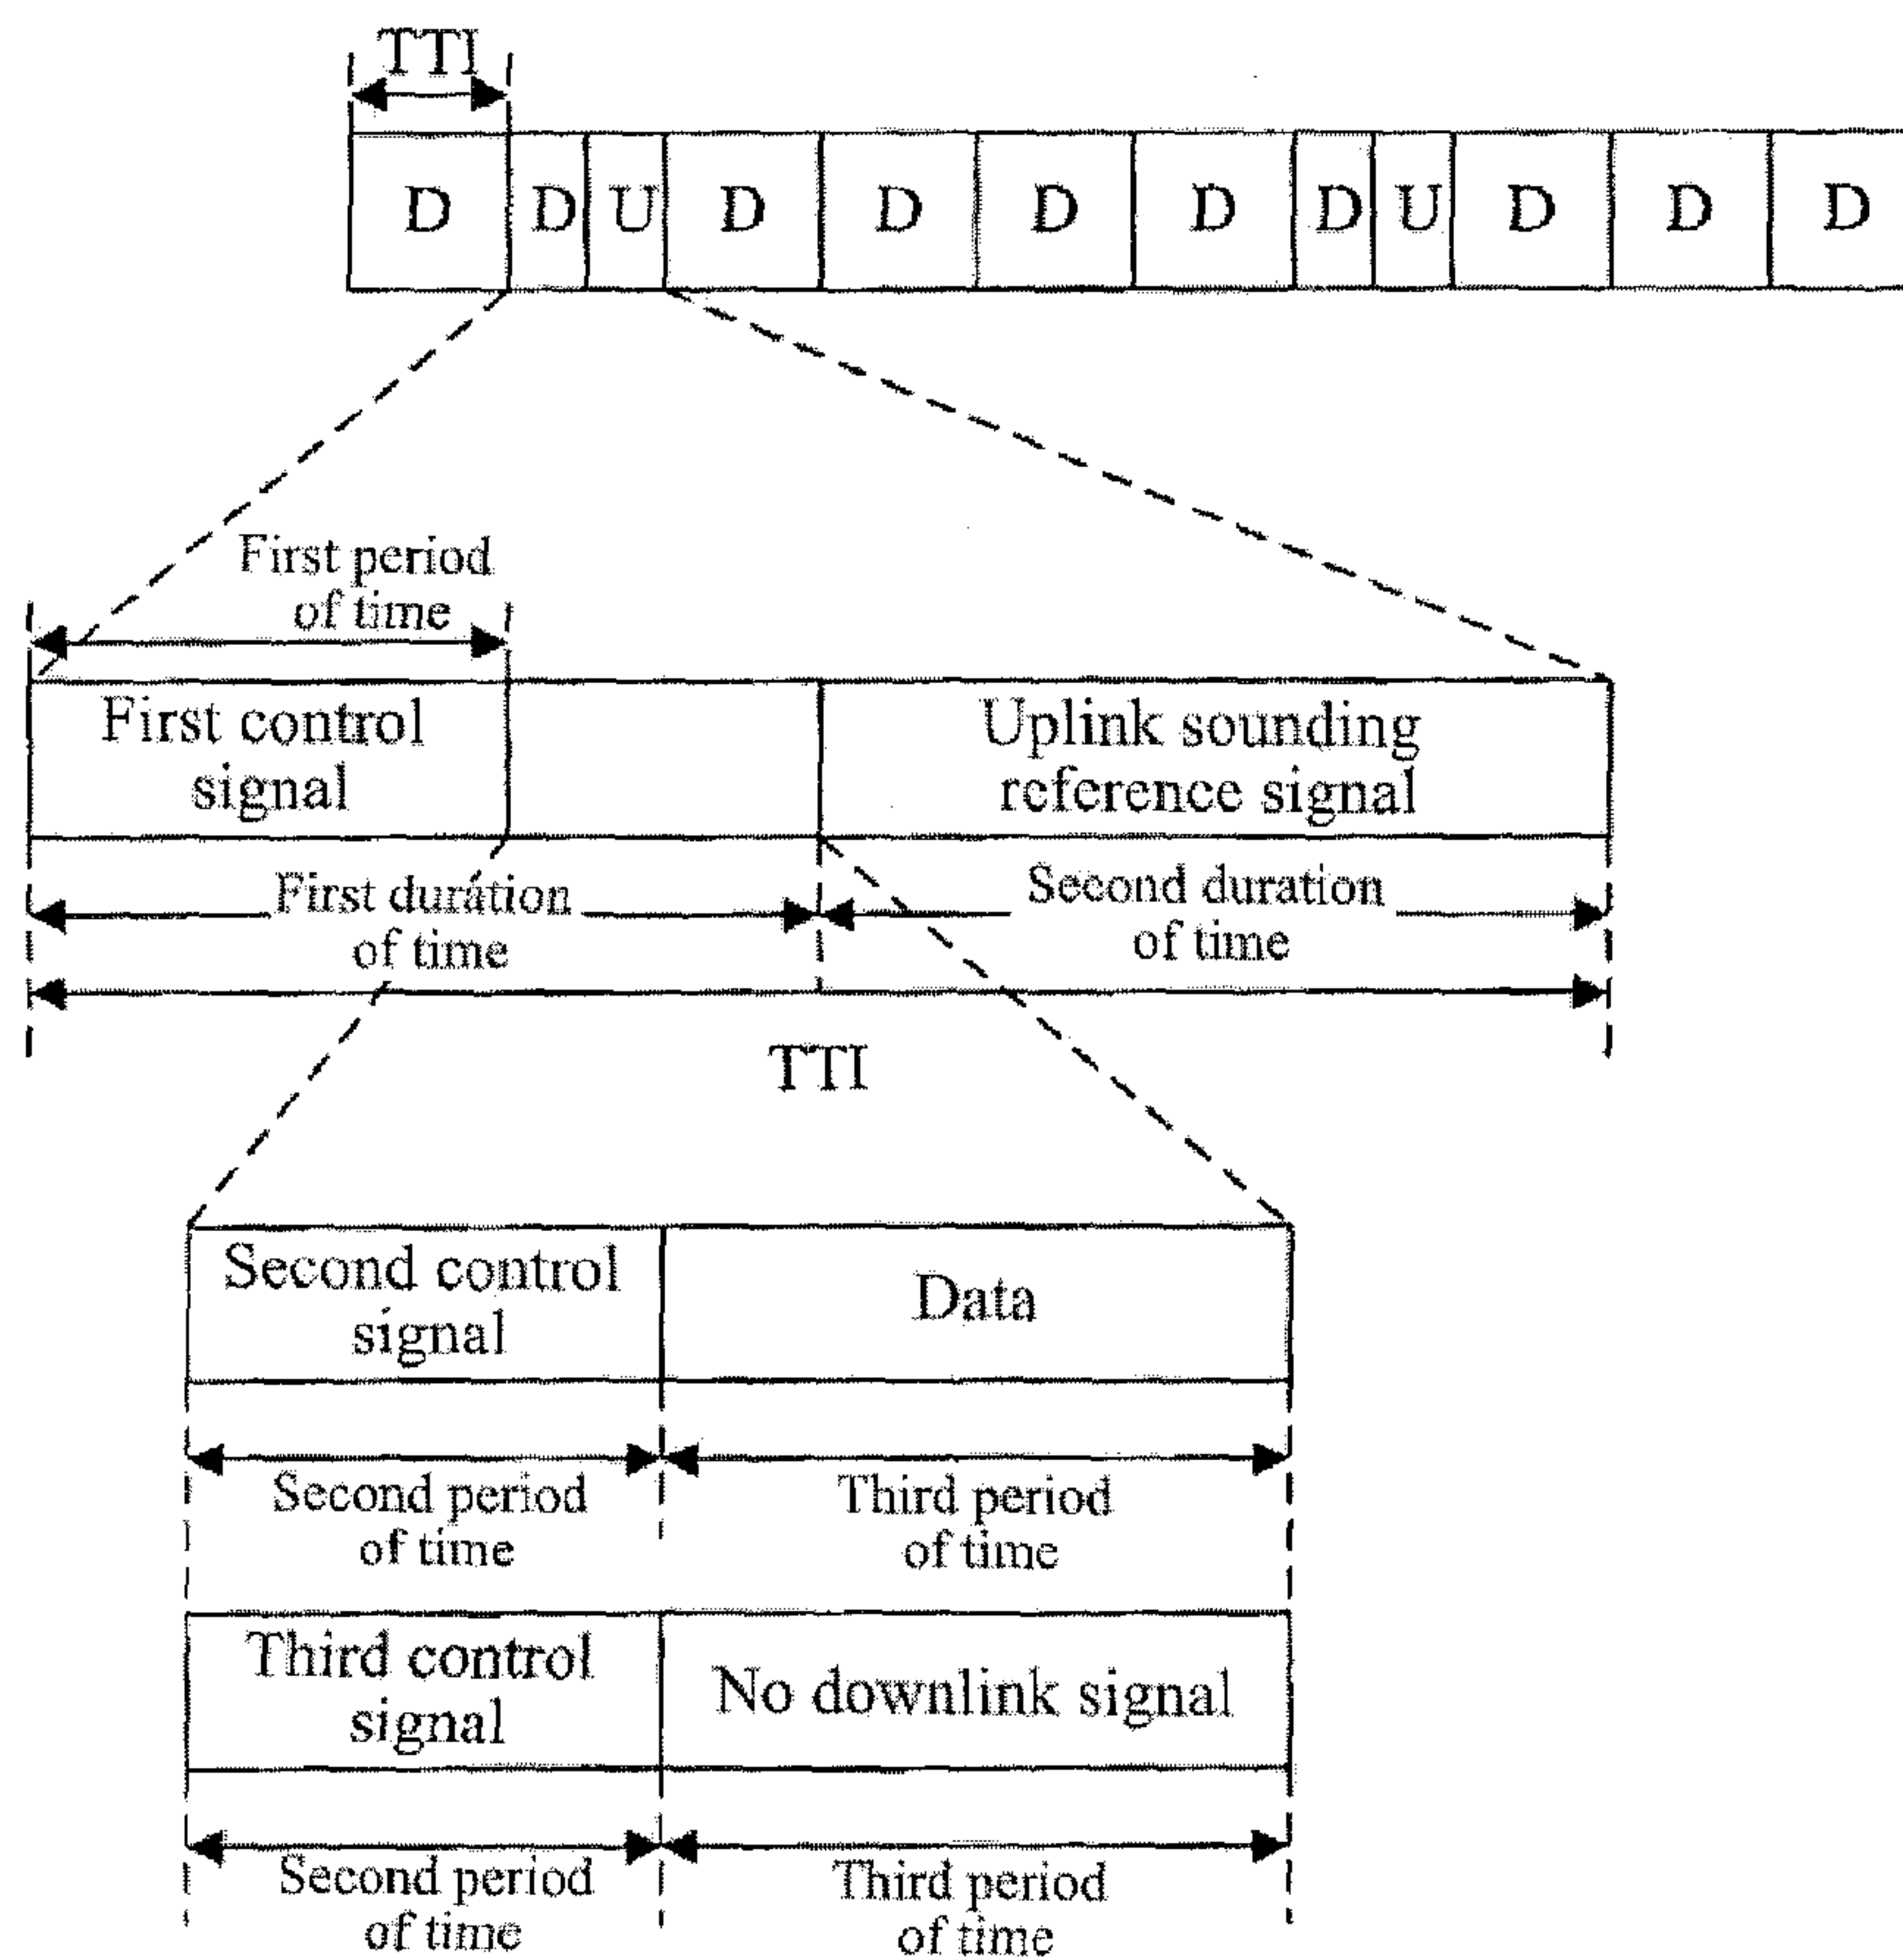 TTI
D D U D D D D D U D D D
First period
of time
First control
signal
Uplink sounding
reference signal
First duration
of time
Second duration
of time
TTI
Second control
signal
Data
Second period
of time
Third period
of time
Third control
signal
No downlink signal
Second period
of time
Third period
of time